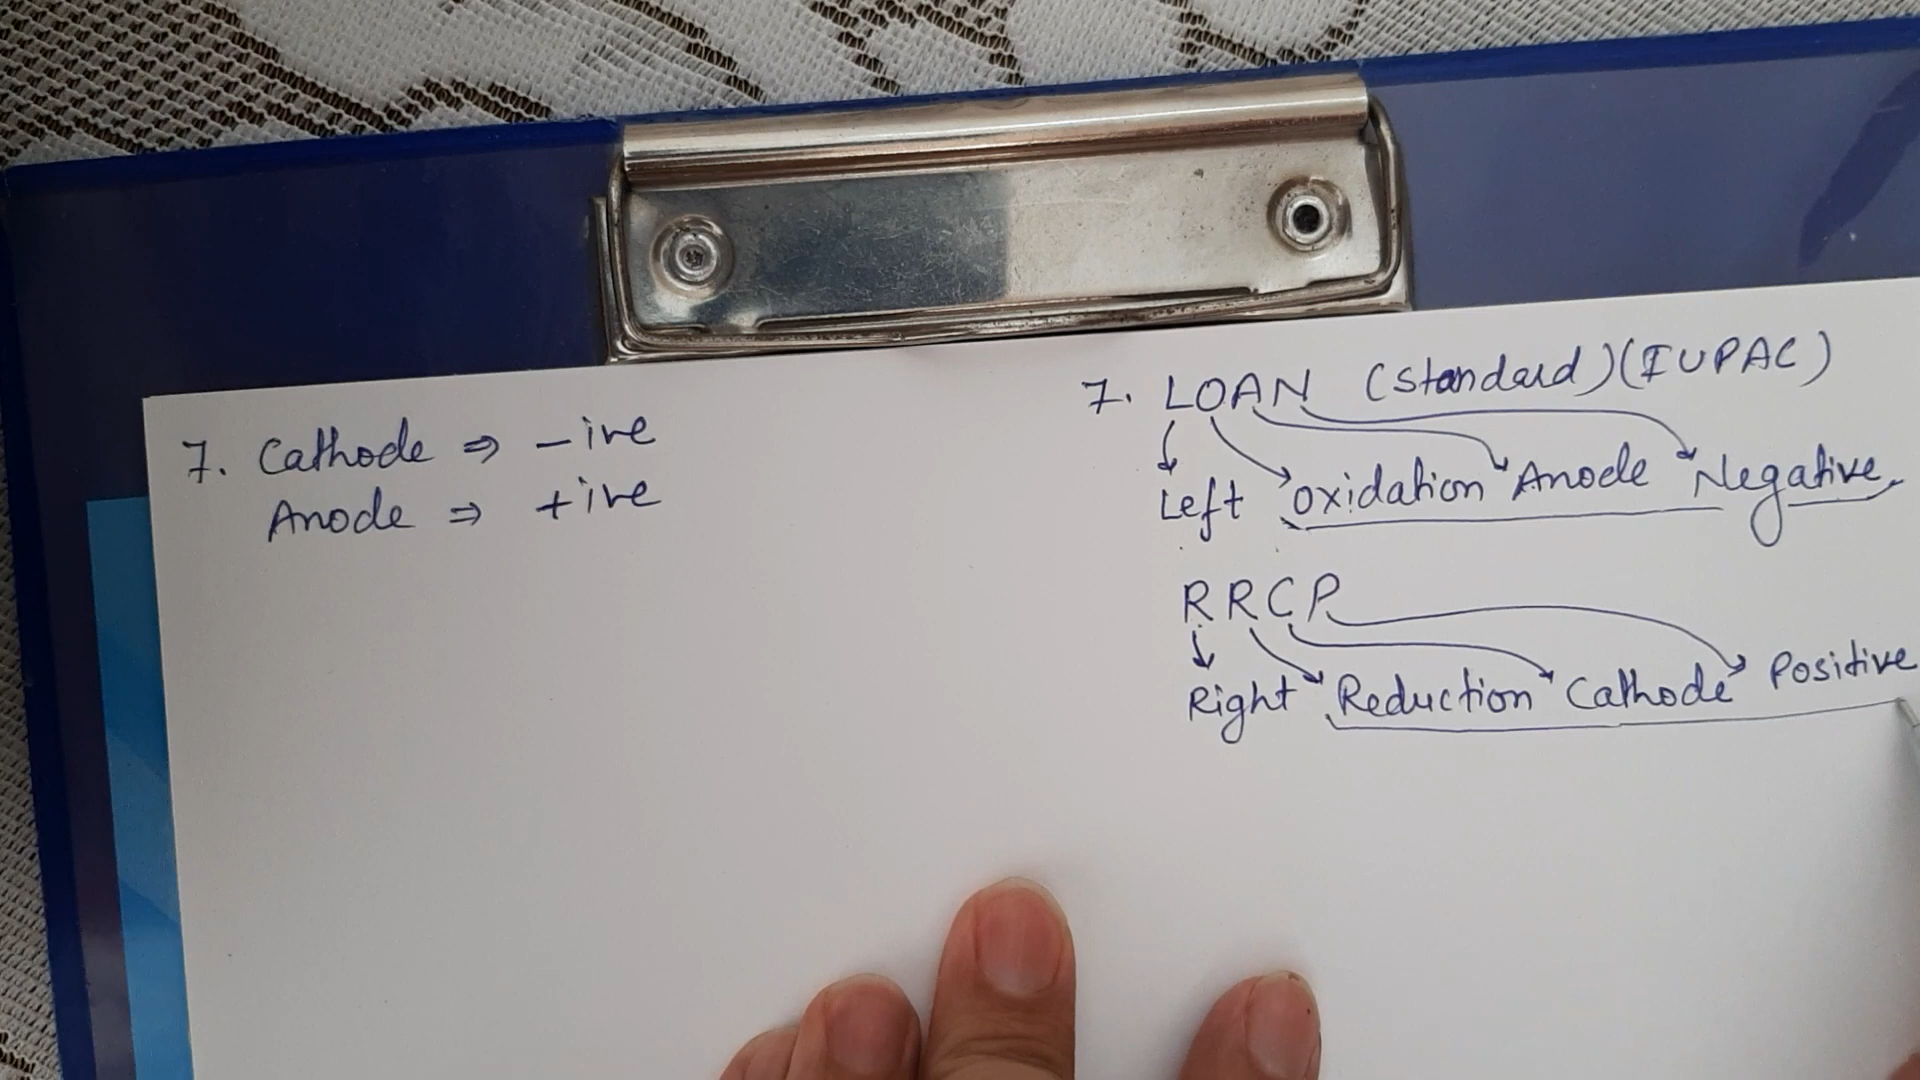 7. Cathode ⇒ -ive
Anode ⇒ +ive
7. LOAN (Standard)(IUPAC)
Left Oxidation Anode Negative
RRCP
Right Reduction Cathode Positive